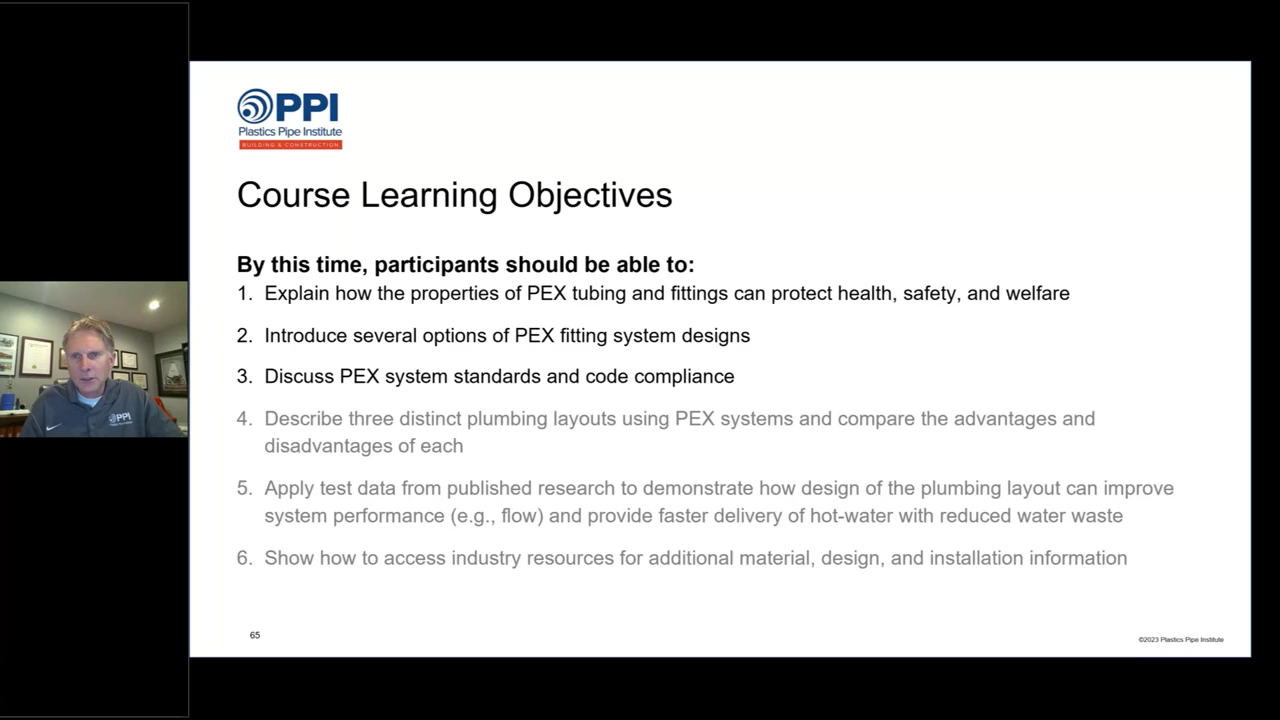 PPI
Plastics Pipe Institute
BUILDING & CONSTRUCTION
Course Learning Objectives
By this time, participants should be able to:
1. Explain how the properties of PEX tubing and fittings can protect health, safety, and welfare
2. Introduce several options of PEX fitting system designs
3. Discuss PEX system standards and code compliance
4. Describe three distinct plumbing layouts using PEX systems and compare the advantages and
disadvantages of each
5. Apply test data from published research to demonstrate how design of the plumbing layout can improve
system performance (e.g., flow) and provide faster delivery of hot-water with reduced water waste
6. Show how to access industry resources for additional material, design, and installation information
65
©2023 Plastics Pipe Institute
PPI